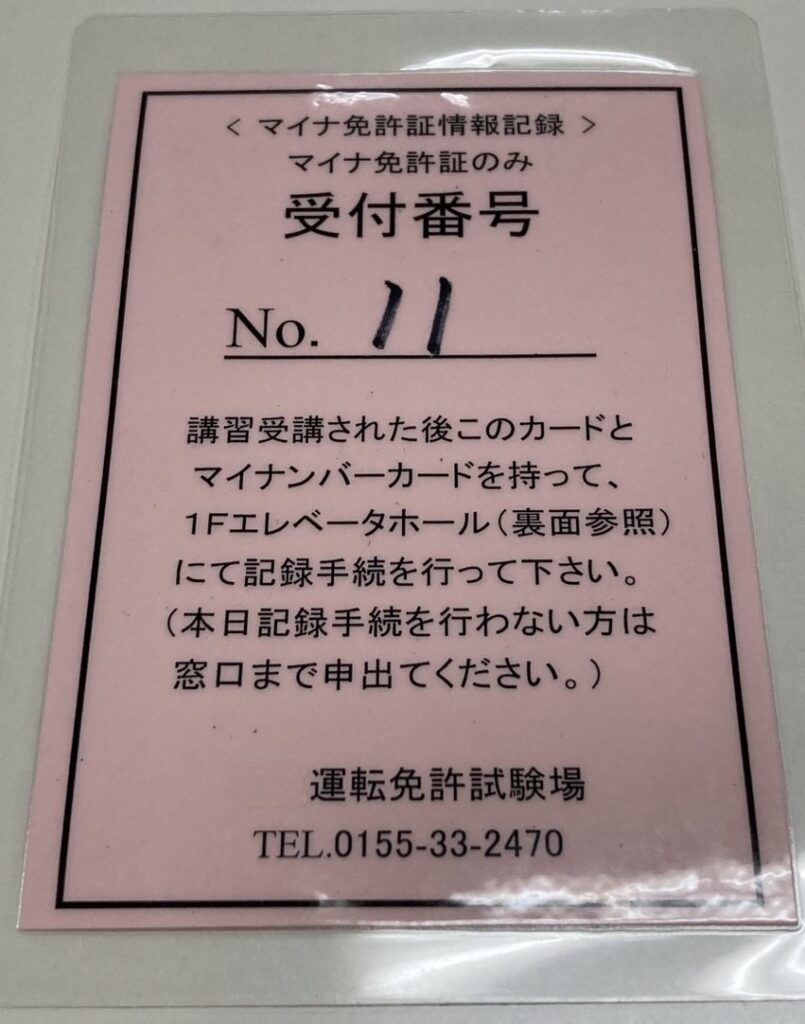 < マイナ免許証情報記録 >
マイナ免許証のみ
受付番号
No. 11
講習受講された後このカードと
マイナンバーカードを持って、
1Fエレベータホール(裏面参照)
にて記録手続を行って下さい。
(本日記録手続を行わない方は
窓口まで申出てください。)
運転免許試験場
TEL.0155-33-2470